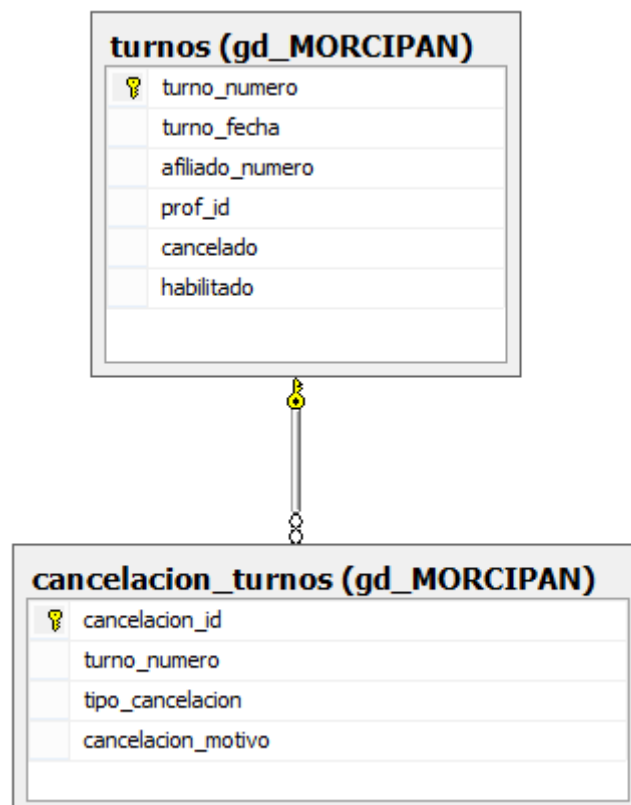 turnos (gd_MORCIPAN)
turno_numero
turno_fecha
afiliado_numero
prof_id
cancelado
habilitado
cancelacion_turnos (gd_MORCIPAN)
cancelacion_id
turno_numero
tipo_cancelacion
cancelacion_motivo